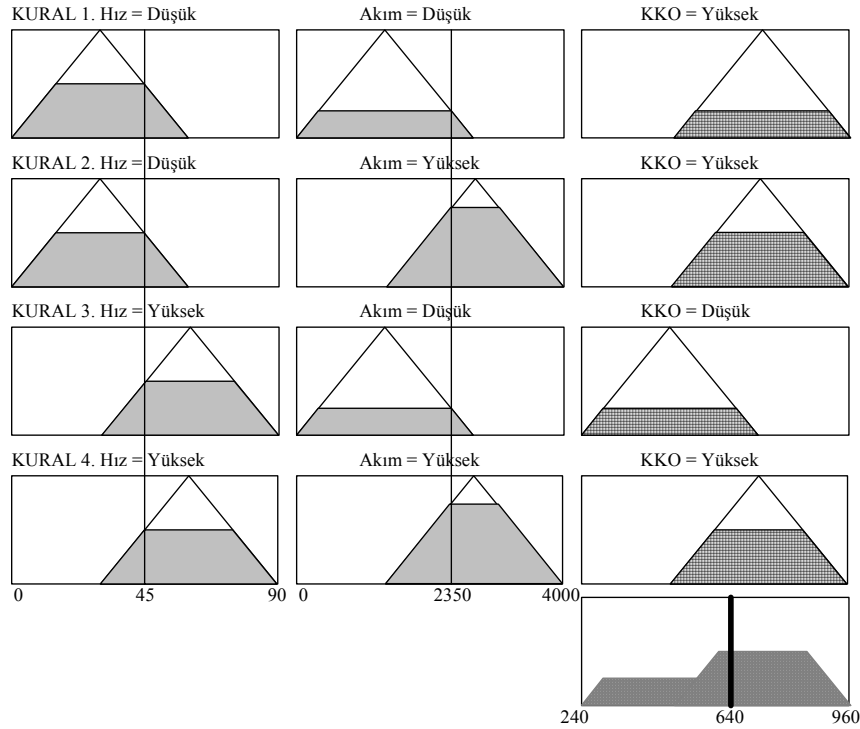 KURAL 1. Hız = Düşük Akım = Düşük KKO = Yüksek
KURAL 2. Hız = Düşük Akım = Yüksek KKO = Yüksek
KURAL 3. Hız = Yüksek Akım = Düşük KKO = Düşük
KURAL 4. Hız = Yüksek Akım = Yüksek KKO = Yüksek
0 45 90 0 2350 4000
240 640 960